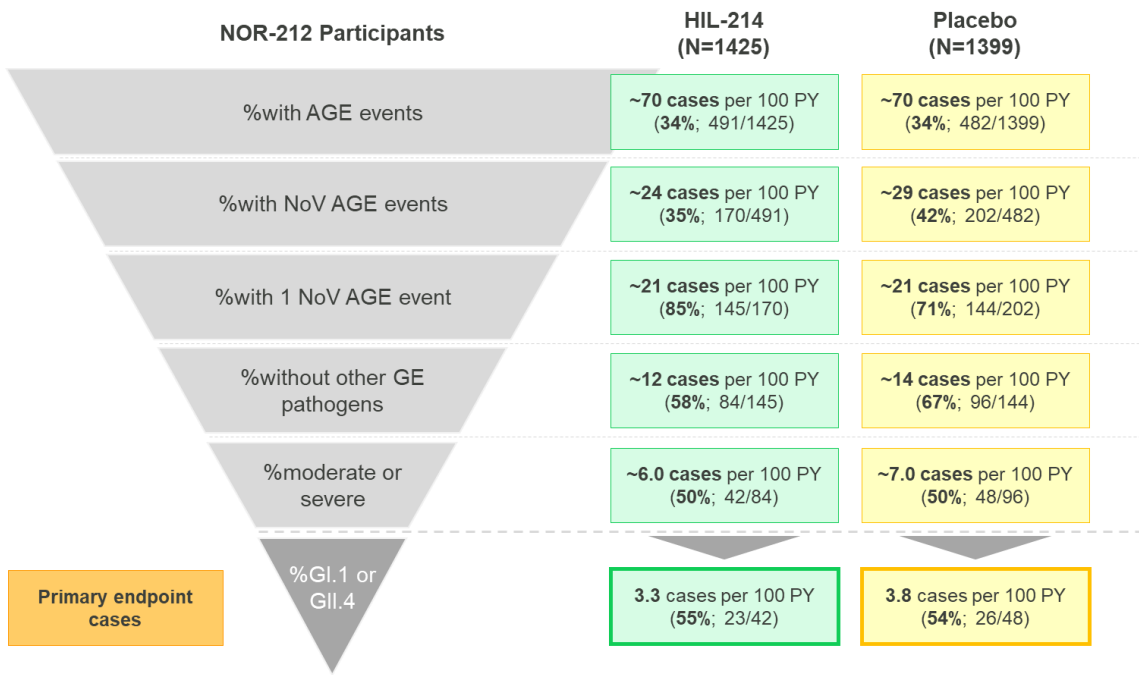 NOR-212 Participants
HIL-214
(N=1425)
Placebo
(N=1399)
%with AGE events
~70 cases per 100 PY
(34%; 491/1425)
~70 cases per 100 PY
(34%; 482/1399)
%with NoV AGE events
~24 cases per 100 PY
(35%; 170/491)
~29 cases per 100 PY
(42%; 202/482)
%with 1 NoV AGE event
~21 cases per 100 PY
(85%; 145/170)
~21 cases per 100 PY
(71%; 144/202)
%without other GE
pathogens
~12 cases per 100 PY
(58%; 84/145)
~14 cases per 100 PY
(67%; 96/144)
%moderate or
severe
~6.0 cases per 100 PY
(50%; 42/84)
~7.0 cases per 100 PY
(50%; 48/96)
%GI.1 or
GII.4
Primary endpoint
cases
3.3 cases per 100 PY
(55%; 23/42)
3.8 cases per 100 PY
(54%; 26/48)